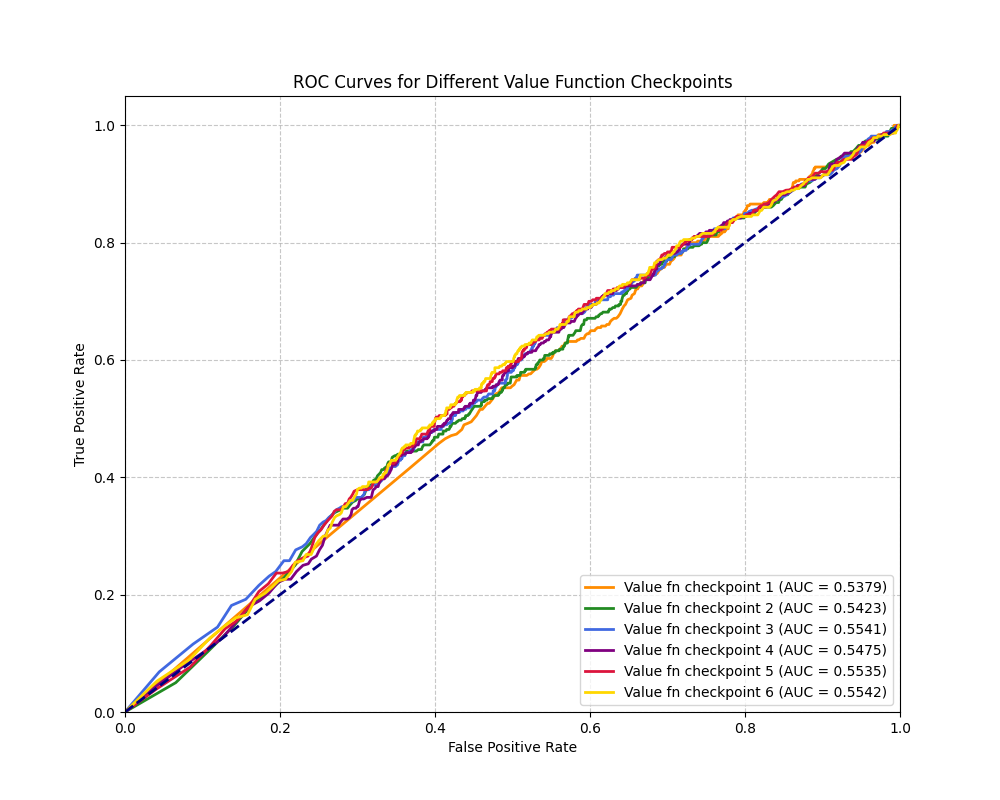 ROC Curves for Different Value Function Checkpoints
True Positive Rate
1.0
0.8
0.6
0.4
0.2
0.0
0.0 0.2 0.4 0.6 0.8 1.0
False Positive Rate
Value fn checkpoint 1 (AUC = 0.5379)
Value fn checkpoint 2 (AUC = 0.5423)
Value fn checkpoint 3 (AUC = 0.5541)
Value fn checkpoint 4 (AUC = 0.5475)
Value fn checkpoint 5 (AUC = 0.5535)
Value fn checkpoint 6 (AUC = 0.5542)